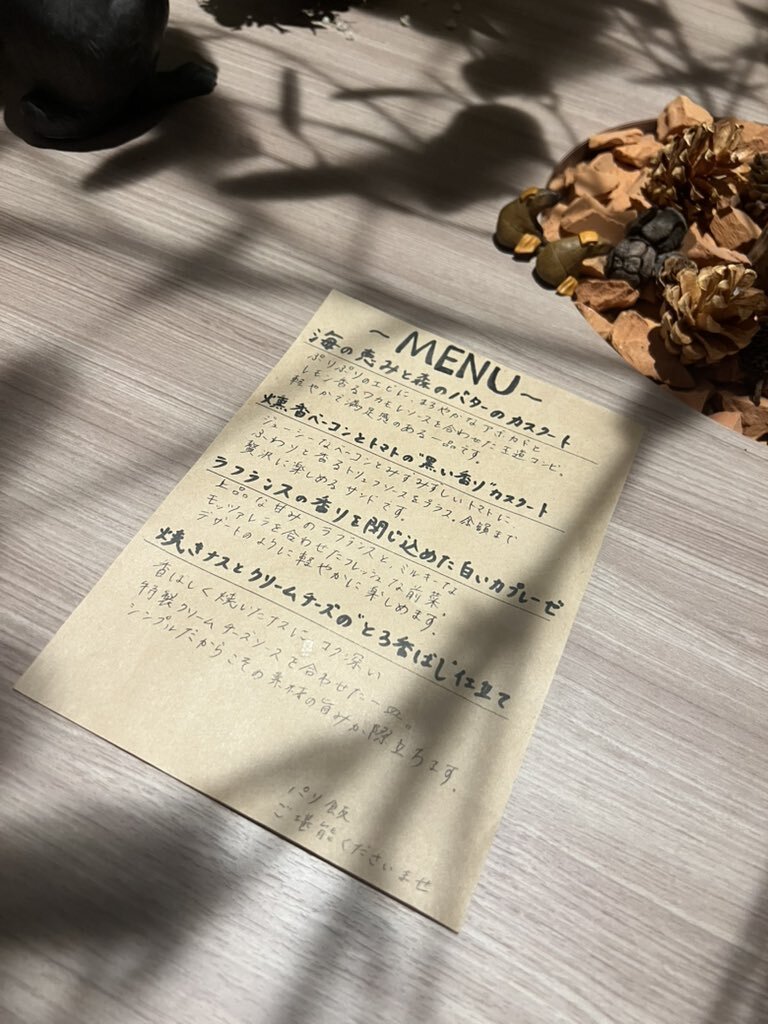 ～MENU～
海の恵みと森のバターのカスクート
ぷりぷりのエビに、まろやかなアボカドと
レモン香るワカモレソースを合わせた王道コンビ。
軽やかで満足感のある一品です。
燻香ベーコンとトマトの“黒い香り”カスクート
ジューシーなベーコンとみずみずしいトマトに、
ふわりと香るトリュフソースをプラス。余韻まで
贅沢に楽しめるサンドです。
ラフランスの香りを閉じ込めた白いカプレーゼ
上品な甘みのラフランスと、ミルキーな
モッツァレラを合わせたフレッシュな前菜。
デザートのように軽やかに楽しめます。
焼きナスとクリームチーズの“とろ香ばし”仕立て
香ばしく焼いたナスに、コク深い
特製クリームチーズソースを合わせた一皿。
シンプルだからこその素材の旨みが際立ちます。
パリ飯
ご堪能くださいませ